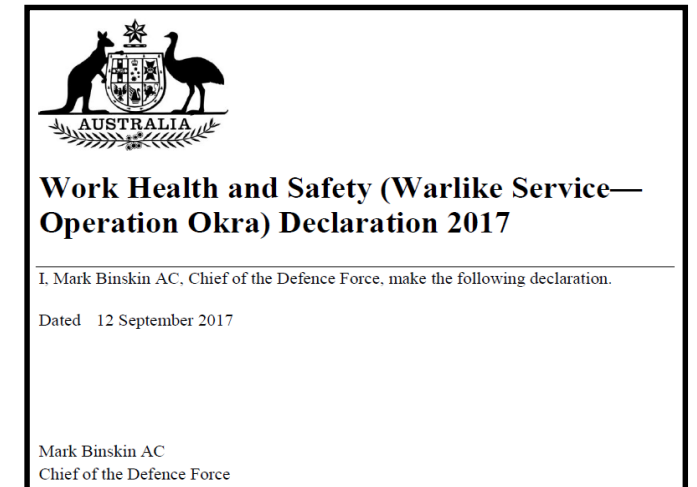 AUSTRALIA
Work Health and Safety (Warlike Service—
Operation Okra) Declaration 2017
I, Mark Binskin AC, Chief of the Defence Force, make the following declaration.
Dated 12 September 2017
Mark Binskin AC
Chief of the Defence Force